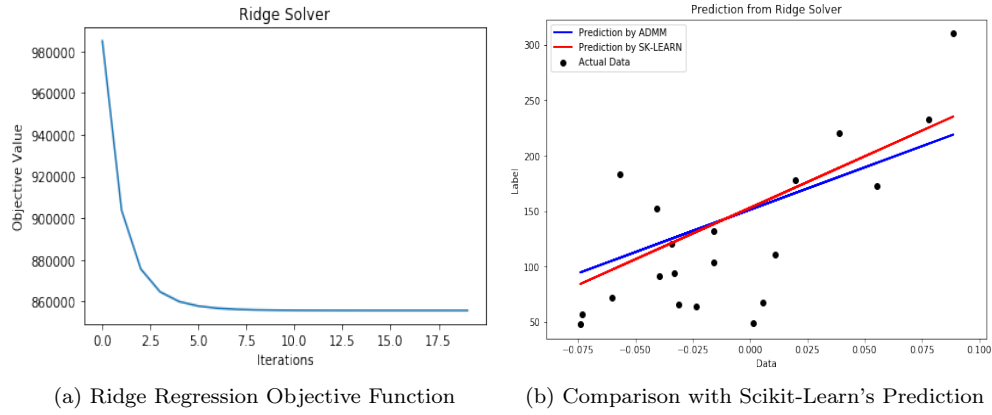 Ridge Solver
980000
960000
940000
920000
900000
880000
860000
Objective Value
0.0 2.5 5.0 7.5 10.0 12.5 15.0 17.5
Iterations
(a) Ridge Regression Objective Function
Prediction from Ridge Solver
Prediction by ADMM
Prediction by SK-LEARN
Actual Data
300
250
200
150
100
50
Label
−0.075 −0.050 −0.025 0.000 0.025 0.050 0.075 0.100
Data
(b) Comparison with Scikit-Learn's Prediction